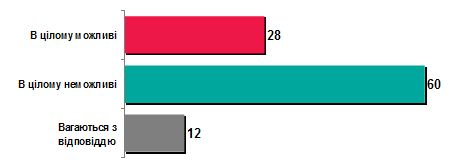 В цілому можливі
28
В цілому неможливі
60
Вагаються з
відповіддю
12